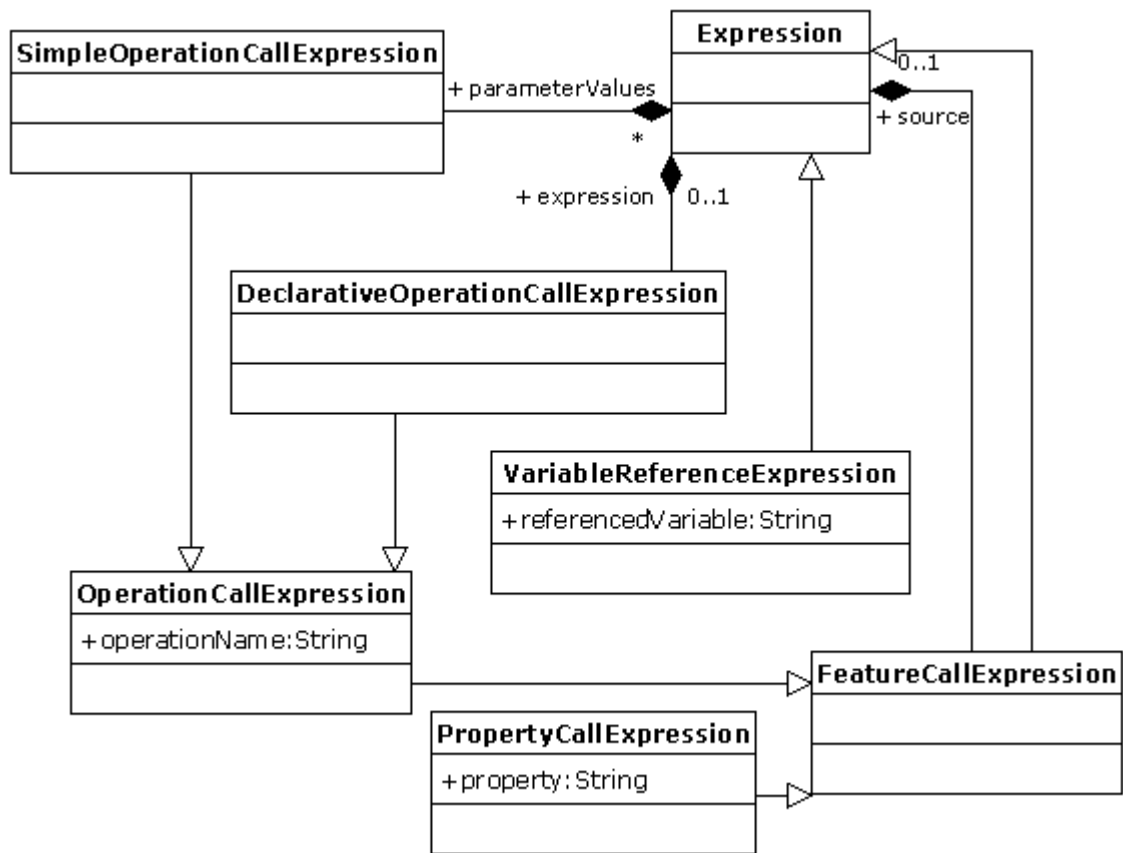 Expression
SimpleOperationCallExpression
0..1
+ parameterValues
+ source
*
+ expression
0..1
DeclarativeOperationCallExpression
VariableReferenceExpression
+referencedVariable:String
OperationCallExpression
+operationName:String
FeatureCallExpression
PropertyCallExpression
+property:String